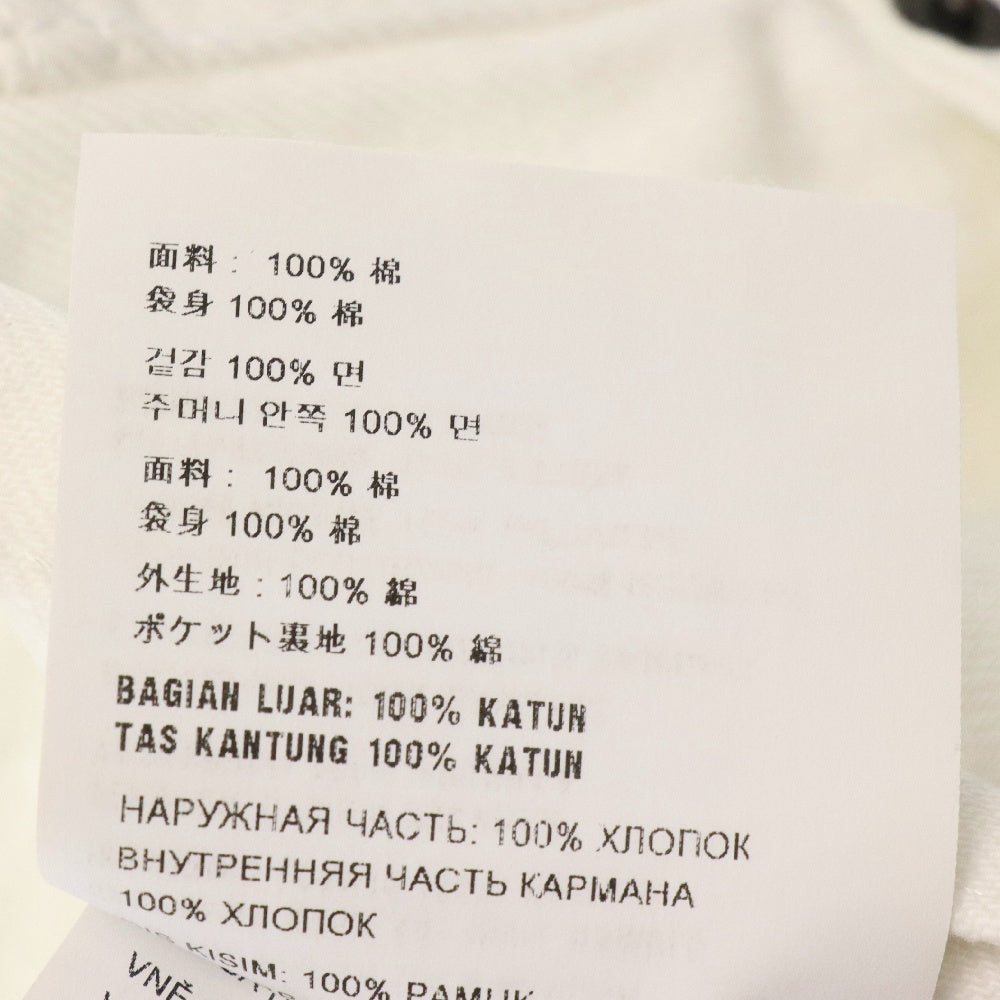 面料： 100% 棉
袋身 100% 棉
겉감 100% 면
주머니 안쪽 100% 면
面料： 100% 棉
袋身 100% 棉
外生地：100% 綿
ポケット裏地 100% 綿
BAGIAN LUAR: 100% KATUN
TAS KANTUNG 100% KATUN
НАРУЖНАЯ ЧАСТЬ: 100% ХЛОПОК
ВНУТРЕННЯЯ ЧАСТЬ КАРМАНА
100% ХЛОПОК
KISIM: 100% PAMUK